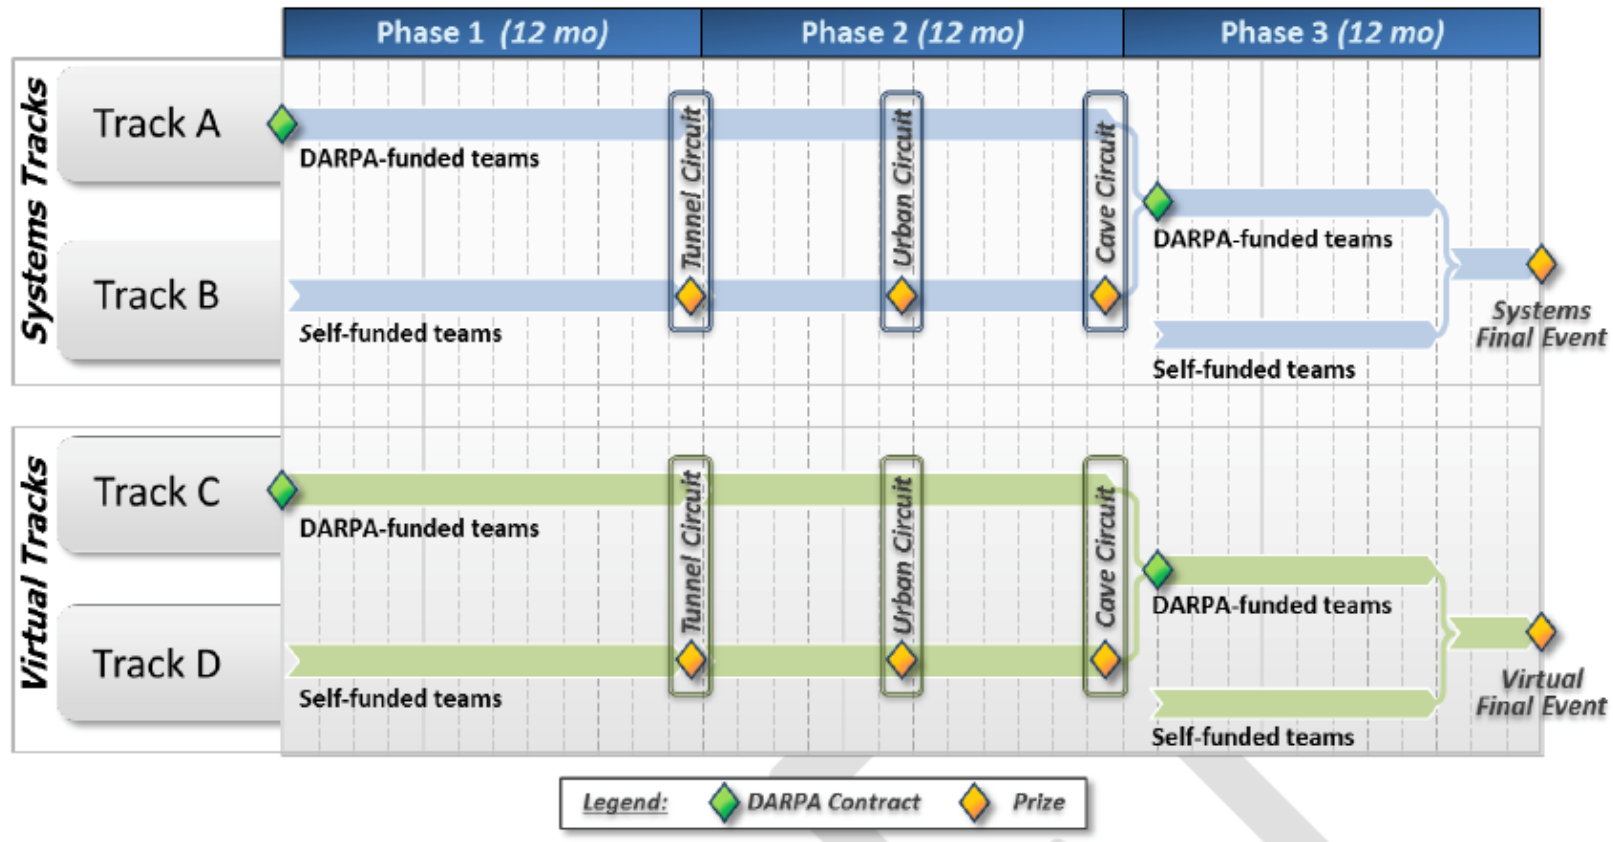 Phase 1 (12 mo)
Phase 2 (12 mo)
Phase 3 (12 mo)
Systems Tracks
Track A
DARPA-funded teams
Track B
Self-funded teams
Tunnel Circuit
Urban Circuit
Cave Circuit
DARPA-funded teams
Self-funded teams
Systems
Final Event
Virtual Tracks
Track C
DARPA-funded teams
Track D
Self-funded teams
Tunnel Circuit
Urban Circuit
Cave Circuit
DARPA-funded teams
Self-funded teams
Virtual
Final Event
Legend: DARPA Contract Prize